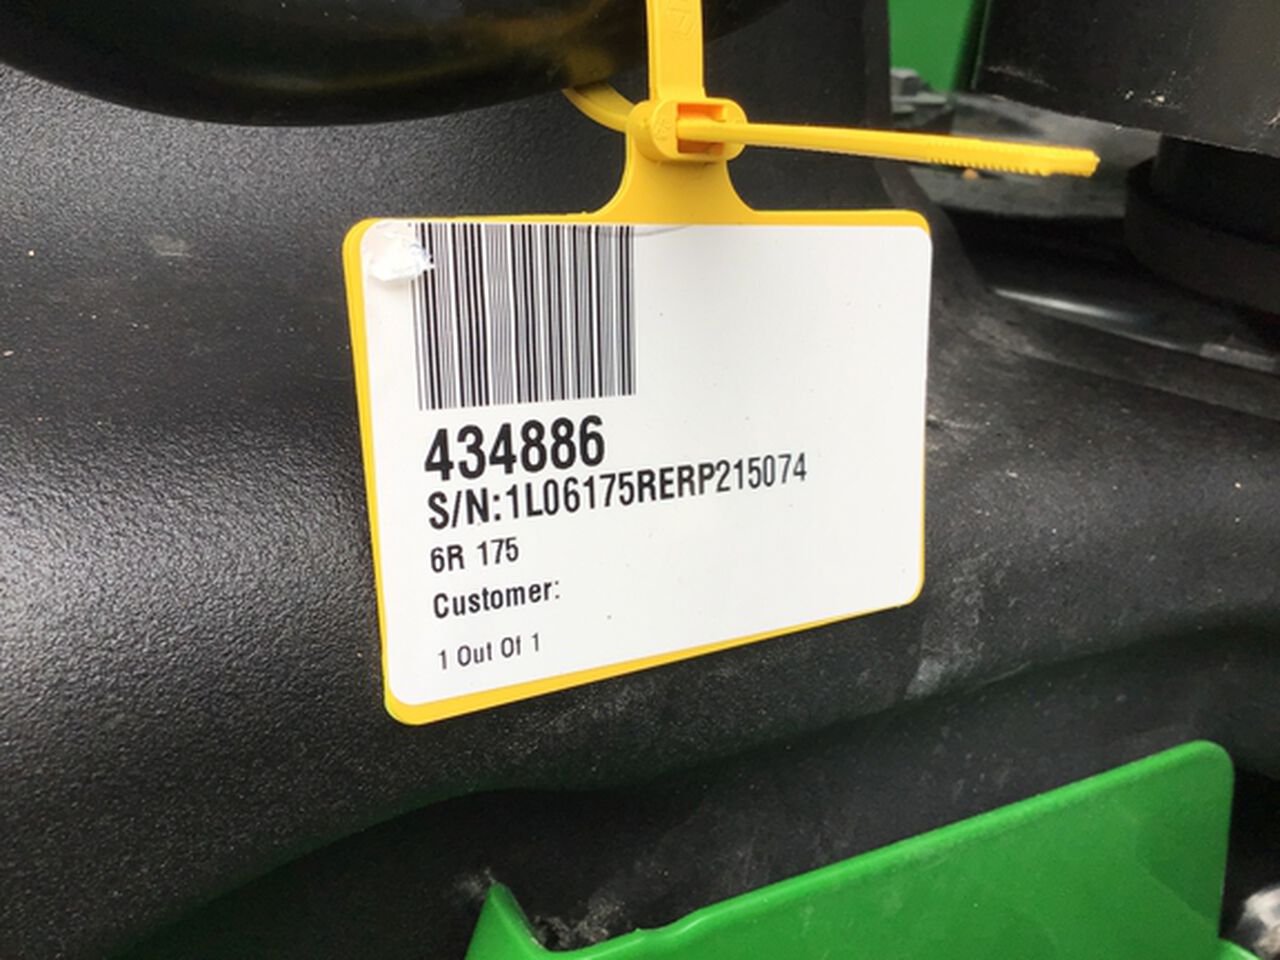 434886
S/N:1L06175RERP215074
6R 175
Customer:
1 Out Of 1